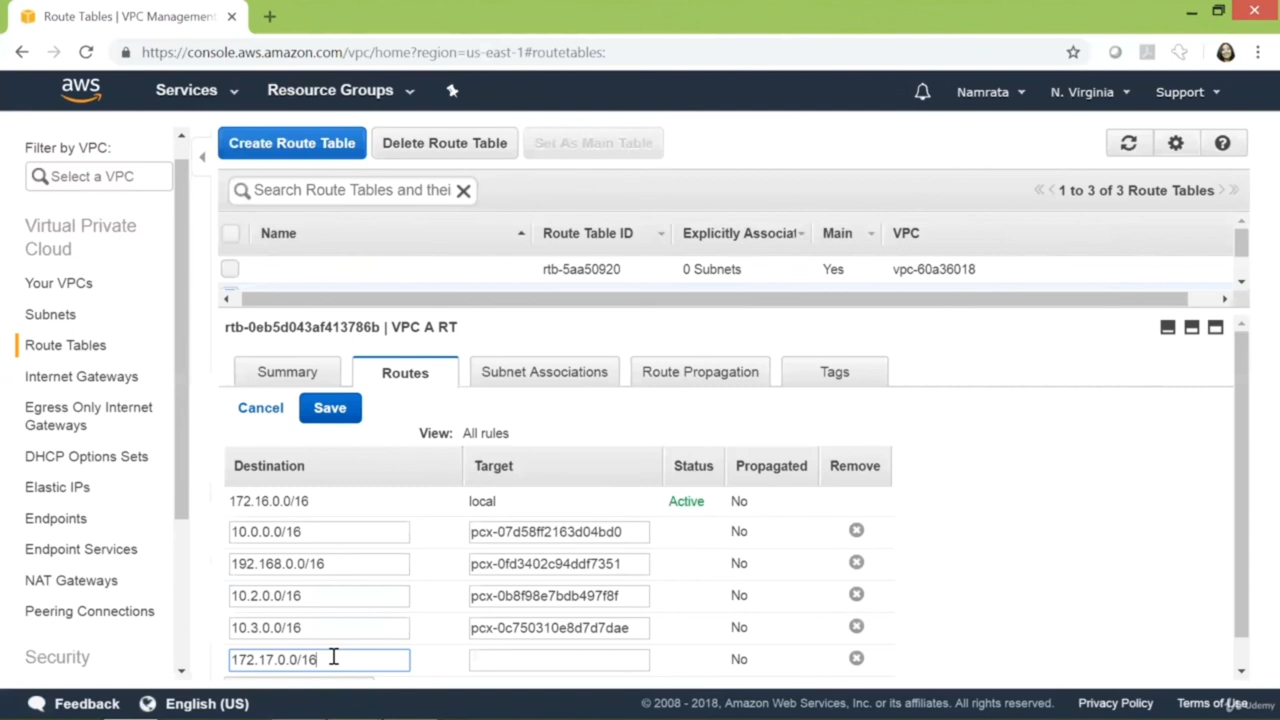 Route Tables | VPC Management
https://console.aws.amazon.com/vpc/home?region=us-east-1#routetables:
aws Services Resource Groups Namrata N. Virginia Support
Filter by VPC:
Select a VPC
Virtual Private
Cloud
Your VPCs
Subnets
Route Tables
Internet Gateways
Egress Only Internet
Gateways
DHCP Options Sets
Elastic IPs
Endpoints
Endpoint Services
NAT Gateways
Peering Connections
Security
Create Route Table Delete Route Table Set As Main Table
Search Route Tables and thei 1 to 3 of 3 Route Tables
Name Route Table ID Explicitly Associat Main VPC
rtb-5aa50920 0 Subnets Yes vpc-60a36018
rtb-0eb5d043af413786b | VPC A RT
Summary Routes Subnet Associations Route Propagation Tags
Cancel Save
View: All rules
Destination Target Status Propagated Remove
172.16.0.0/16 local Active No
10.0.0.0/16 pcx-07d58ff2163d04bd0 No
192.168.0.0/16 pcx-0fd3402c94ddf7351 No
10.2.0.0/16 pcx-0b8f98e7bdb497f8f No
10.3.0.0/16 pcx-0c750310e8d7d7dae No
172.17.0.0/16 No
Feedback English (US) © 2008 - 2018, Amazon Web Services, Inc. or its affiliates. All rights reserved. Privacy Policy Terms of Use
Udemy